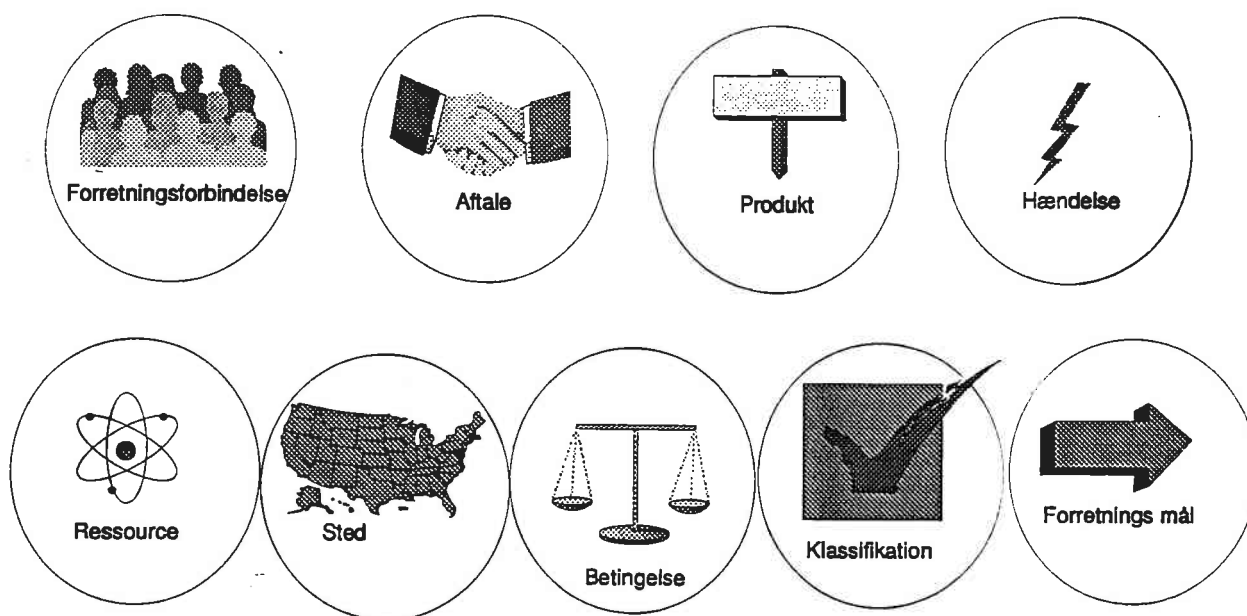 Forretningsforbindelse
Aftale
Produkt
Hændelse
Ressource
Sted
Betingelse
Klassifikation
Forretnings mål